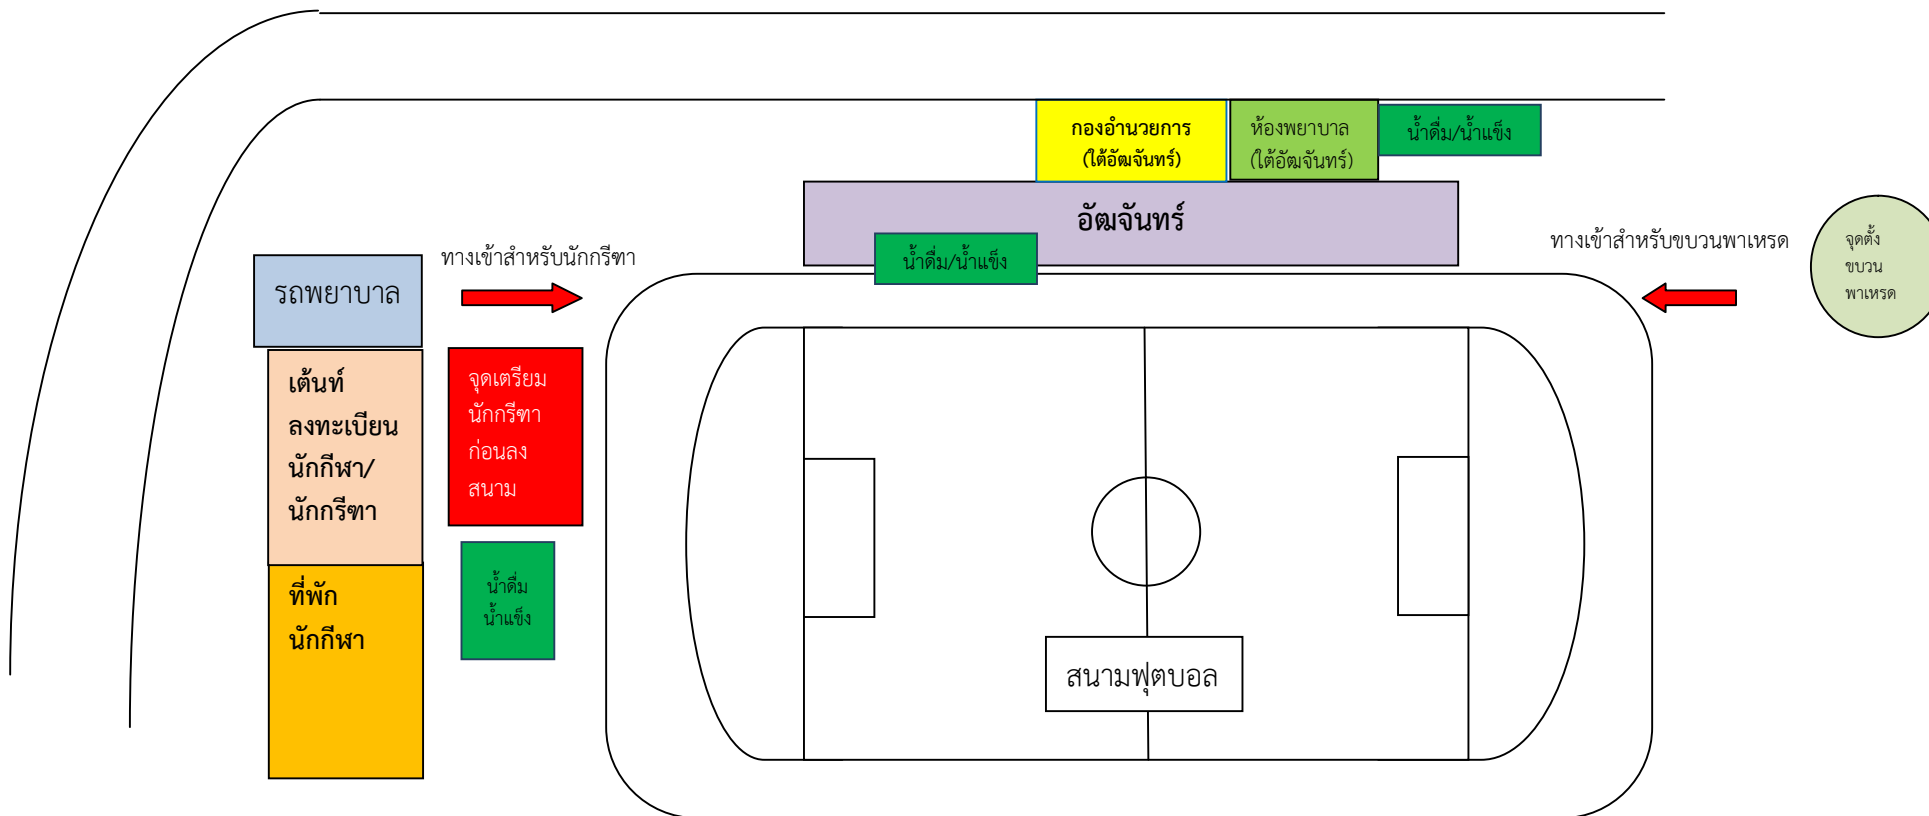 กองอำนวยการ
(ใต้อัฒจันทร์)
ห้องพยาบาล
(ใต้อัฒจันทร์)
น้ำดื่ม/น้ำแข็ง
อัฒจันทร์
น้ำดื่ม/น้ำแข็ง
ทางเข้าสำหรับนักกรีฑา
ทางเข้าสำหรับขบวนพาเหรด
จุดตั้ง
ขบวน
พาเหรด
รถพยาบาล
เต้นท์
ลงทะเบียน
นักกีฬา/
นักกรีฑา
จุดเตรียม
นักกรีฑา
ก่อนลง
สนาม
น้ำดื่ม
น้ำแข็ง
ที่พัก
นักกีฬา
สนามฟุตบอล